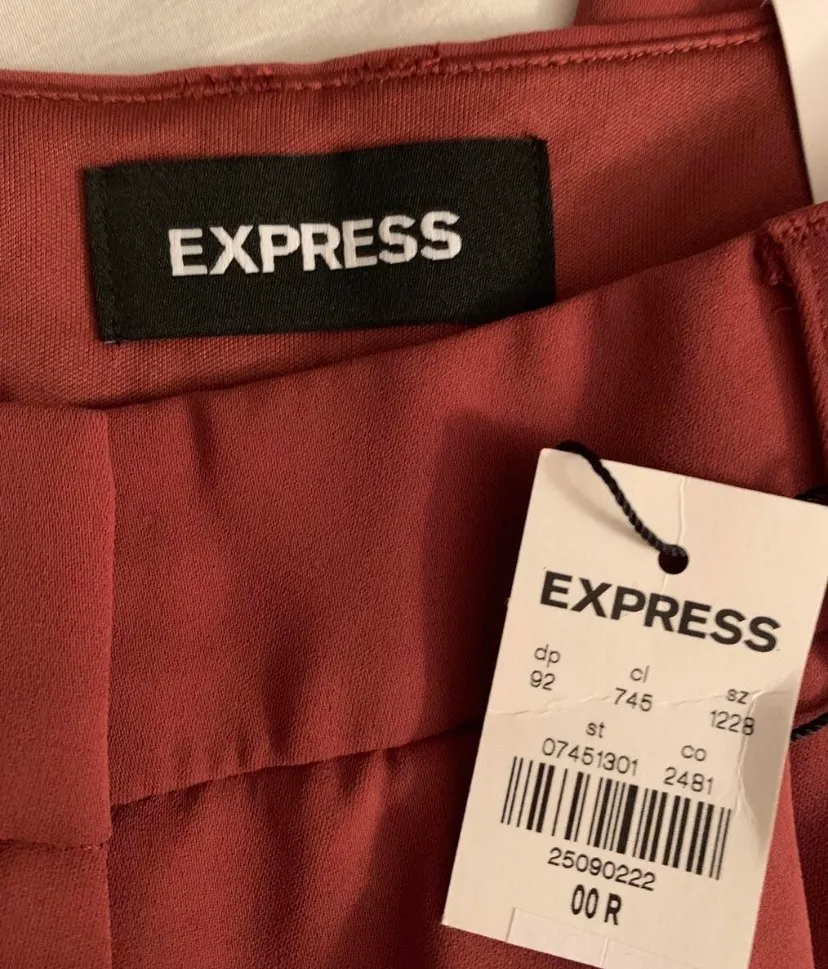 EXPRESS
EXPRESS
dp cl sz
92 745 1228
st co
07451301 2481
25090222
00 R